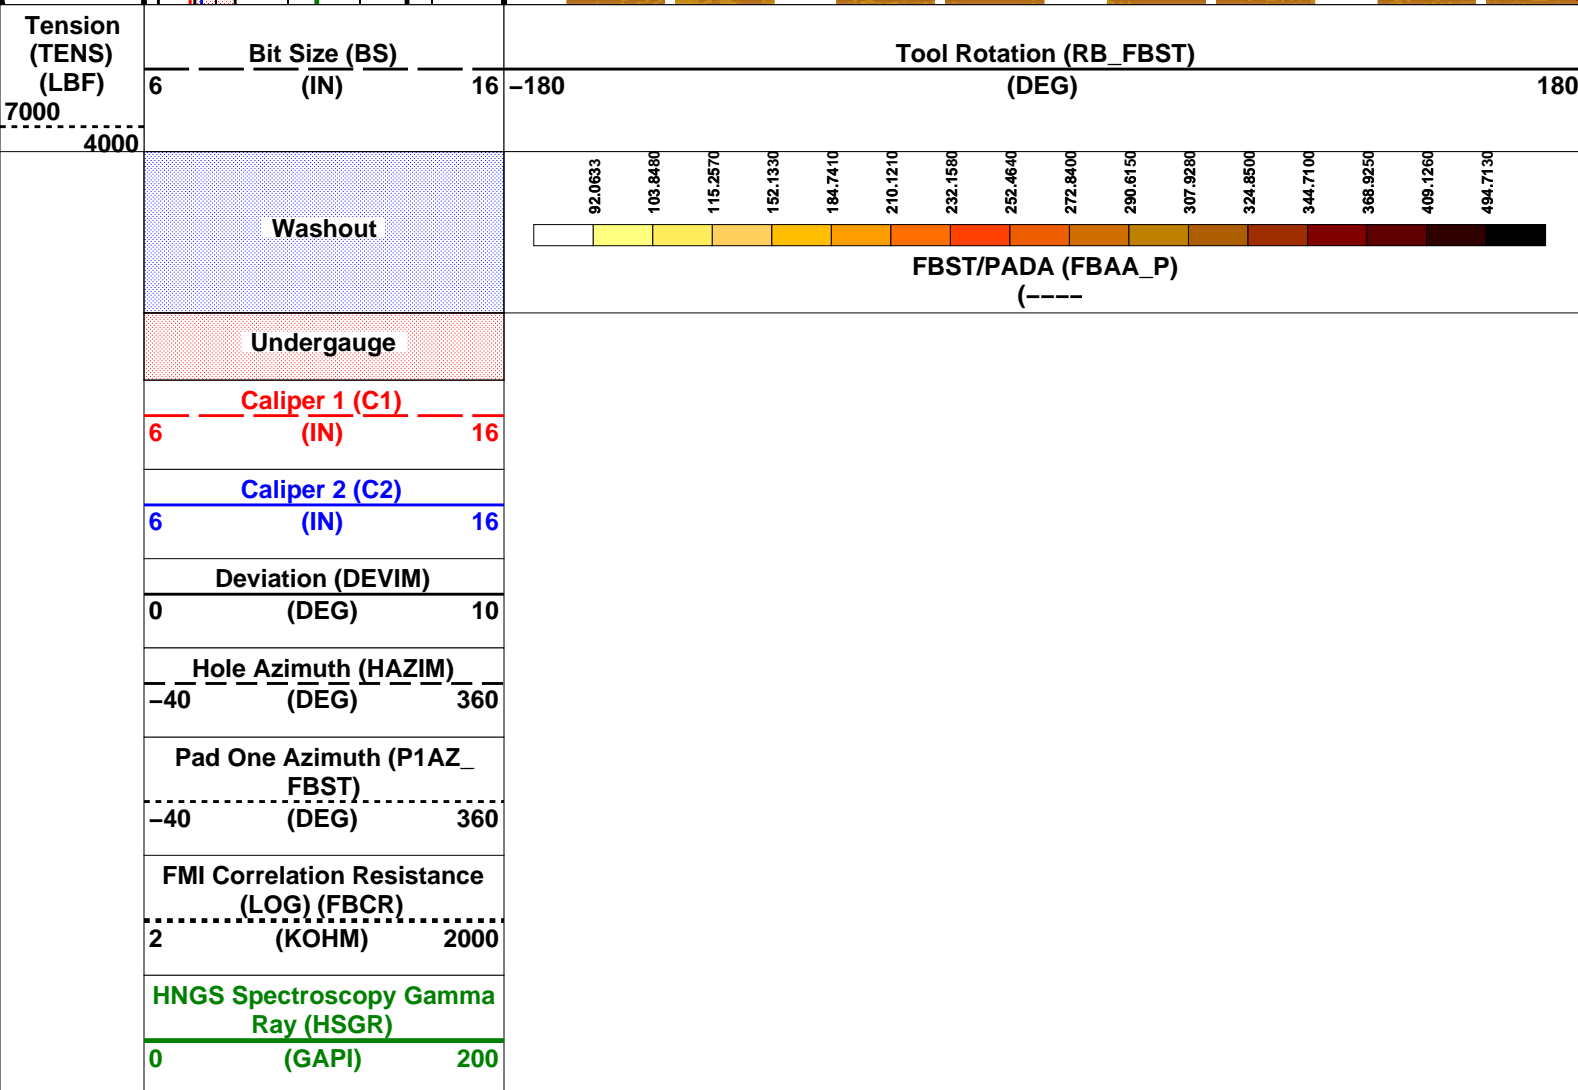 Tension
(TENS)
(LBF)
7000
4000
Bit Size (BS)
6 (IN) 16
Tool Rotation (RB_FBST)
−180 (DEG) 180
Washout
92.0633
103.8480
115.2570
152.1330
184.7410
210.1210
232.1580
252.4640
272.8400
290.6150
307.9280
324.8500
344.7100
368.9250
409.1260
494.7130
FBST/PADA (FBAA_P)
(−−−−
Undergauge
Caliper 1 (C1)
6 (IN) 16
Caliper 2 (C2)
6 (IN) 16
Deviation (DEVIM)
0 (DEG) 10
Hole Azimuth (HAZIM)
−40 (DEG) 360
Pad One Azimuth (P1AZ_
FBST)
−40 (DEG) 360
FMI Correlation Resistance
(LOG) (FBCR)
2 (KOHM) 2000
HNGS Spectroscopy Gamma
Ray (HSGR)
0 (GAPI) 200